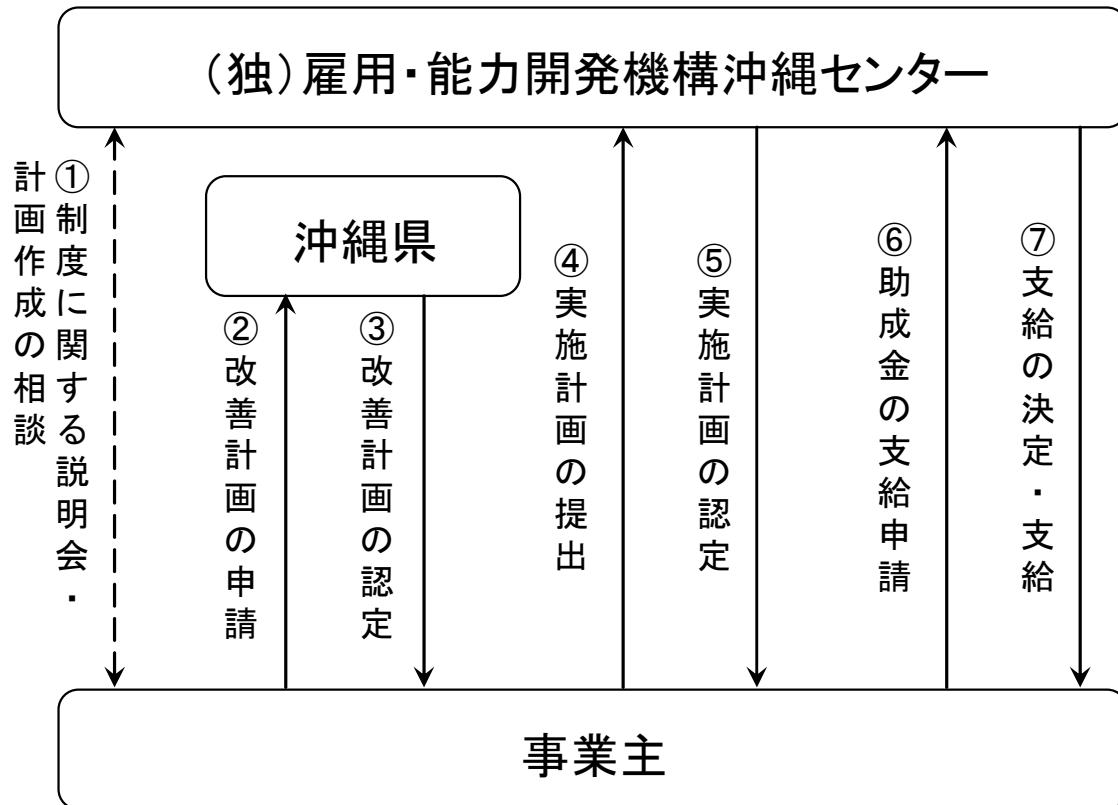 (独)雇用・能力開発機構沖縄センター
①制度に関する説明会・
計画作成の相談
沖縄県
②改善計画の申請
③改善計画の認定
④実施計画の提出
⑤実施計画の認定
⑥助成金の支給申請
⑦支給の決定・支給
事業主